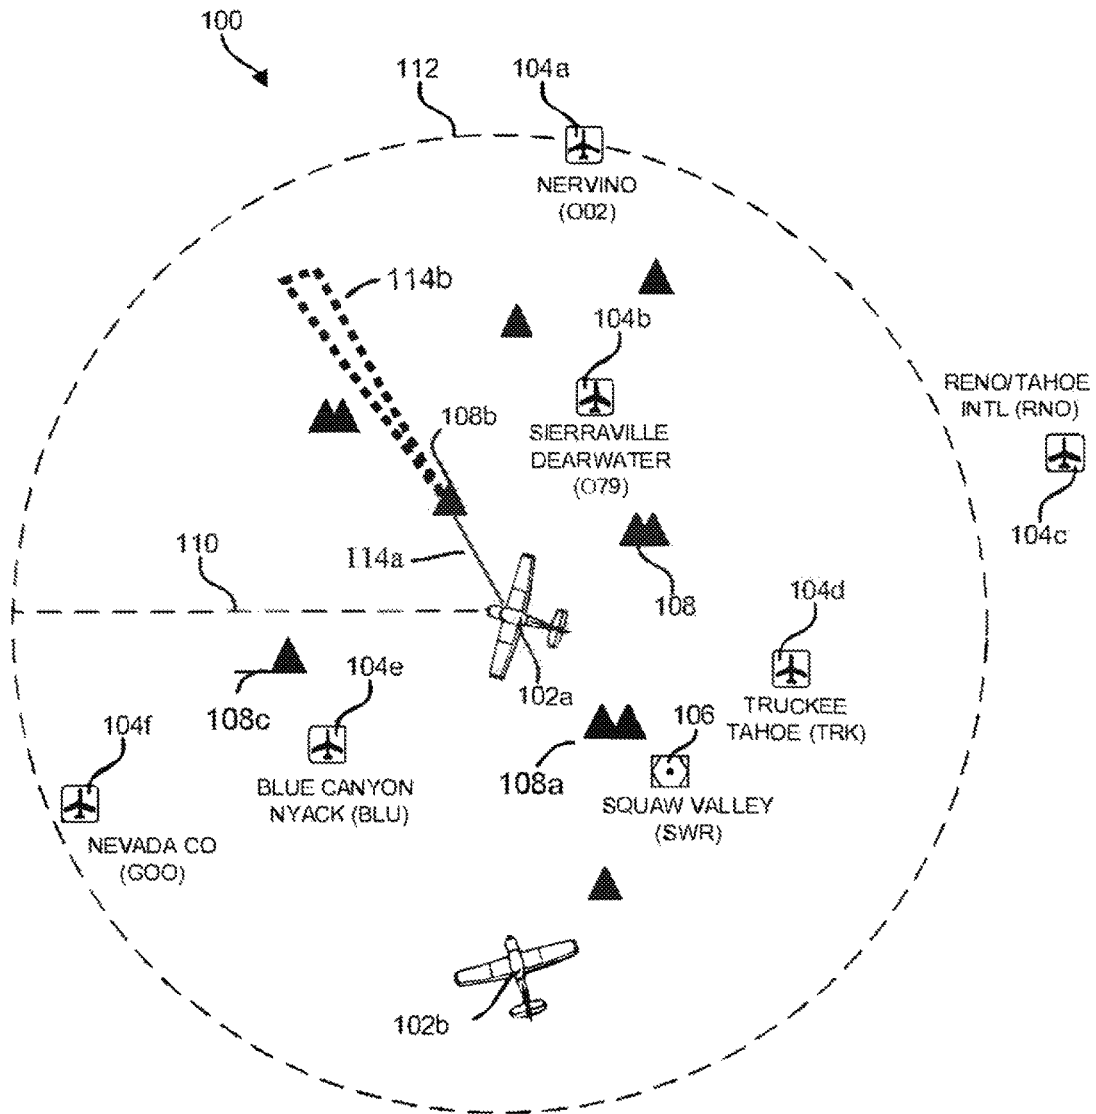 100
112
104a
NERVINO
(O02)
114b
104b
RENO/TAHOE
INTL (RNO)
108b
SIERRAVILLE
DEARWATER
(O79)
104c
110
114a
108
104d
108c
104e
102a
106
TRUCKEE
TAHOE (TRK)
104f
108a
BLUE CANYON
NYACK (BLU)
SQUAW VALLEY
(SWR)
NEVADA CO
(GOO)
102b